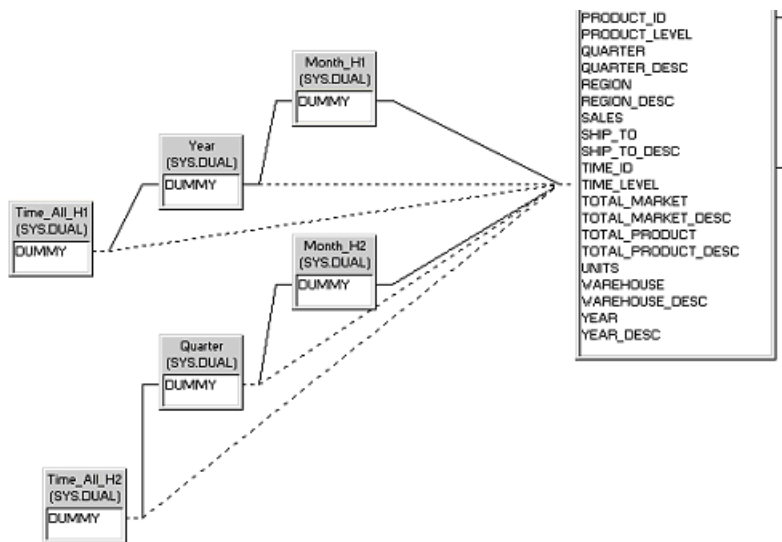 PRODUCT_ID
PRODUCT_LEVEL
QUARTER
QUARTER_DESC
REGION
REGION_DESC
SALES
SHIP_TO
SHIP_TO_DESC
TIME_ID
TIME_LEVEL
TOTAL_MARKET
TOTAL_MARKET_DESC
TOTAL_PRODUCT
TOTAL_PRODUCT_DESC
UNITS
WAREHOUSE
WAREHOUSE_DESC
YEAR
YEAR_DESC
Month_H1
(SYS.DUAL)
DUMMY
Year
(SYS.DUAL)
DUMMY
Time_All_H1
(SYS.DUAL)
DUMMY
Month_H2
(SYS.DUAL)
DUMMY
Quarter
(SYS.DUAL)
DUMMY
Time_All_H2
(SYS.DUAL)
DUMMY